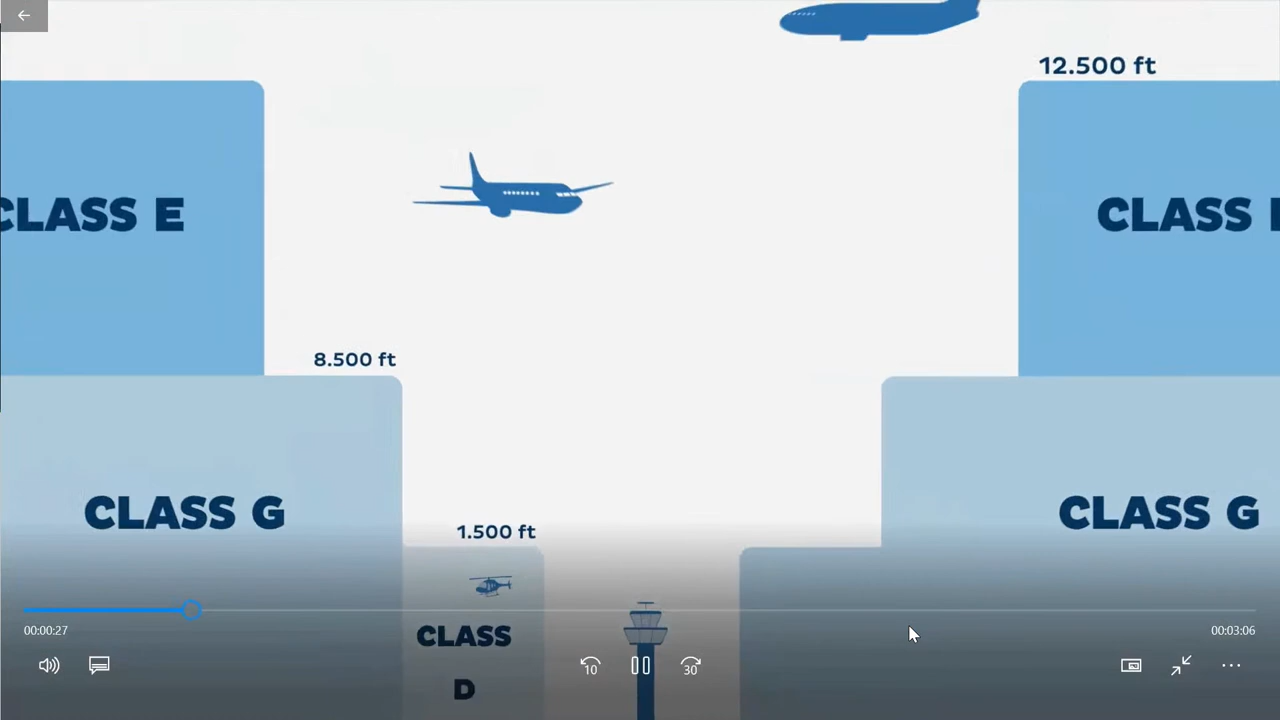 12.500 ft
CLASS E
CLASS
8.500 ft
CLASS G
CLASS G
1.500 ft
CLASS
D
00:00:27
00:03:06
10
30